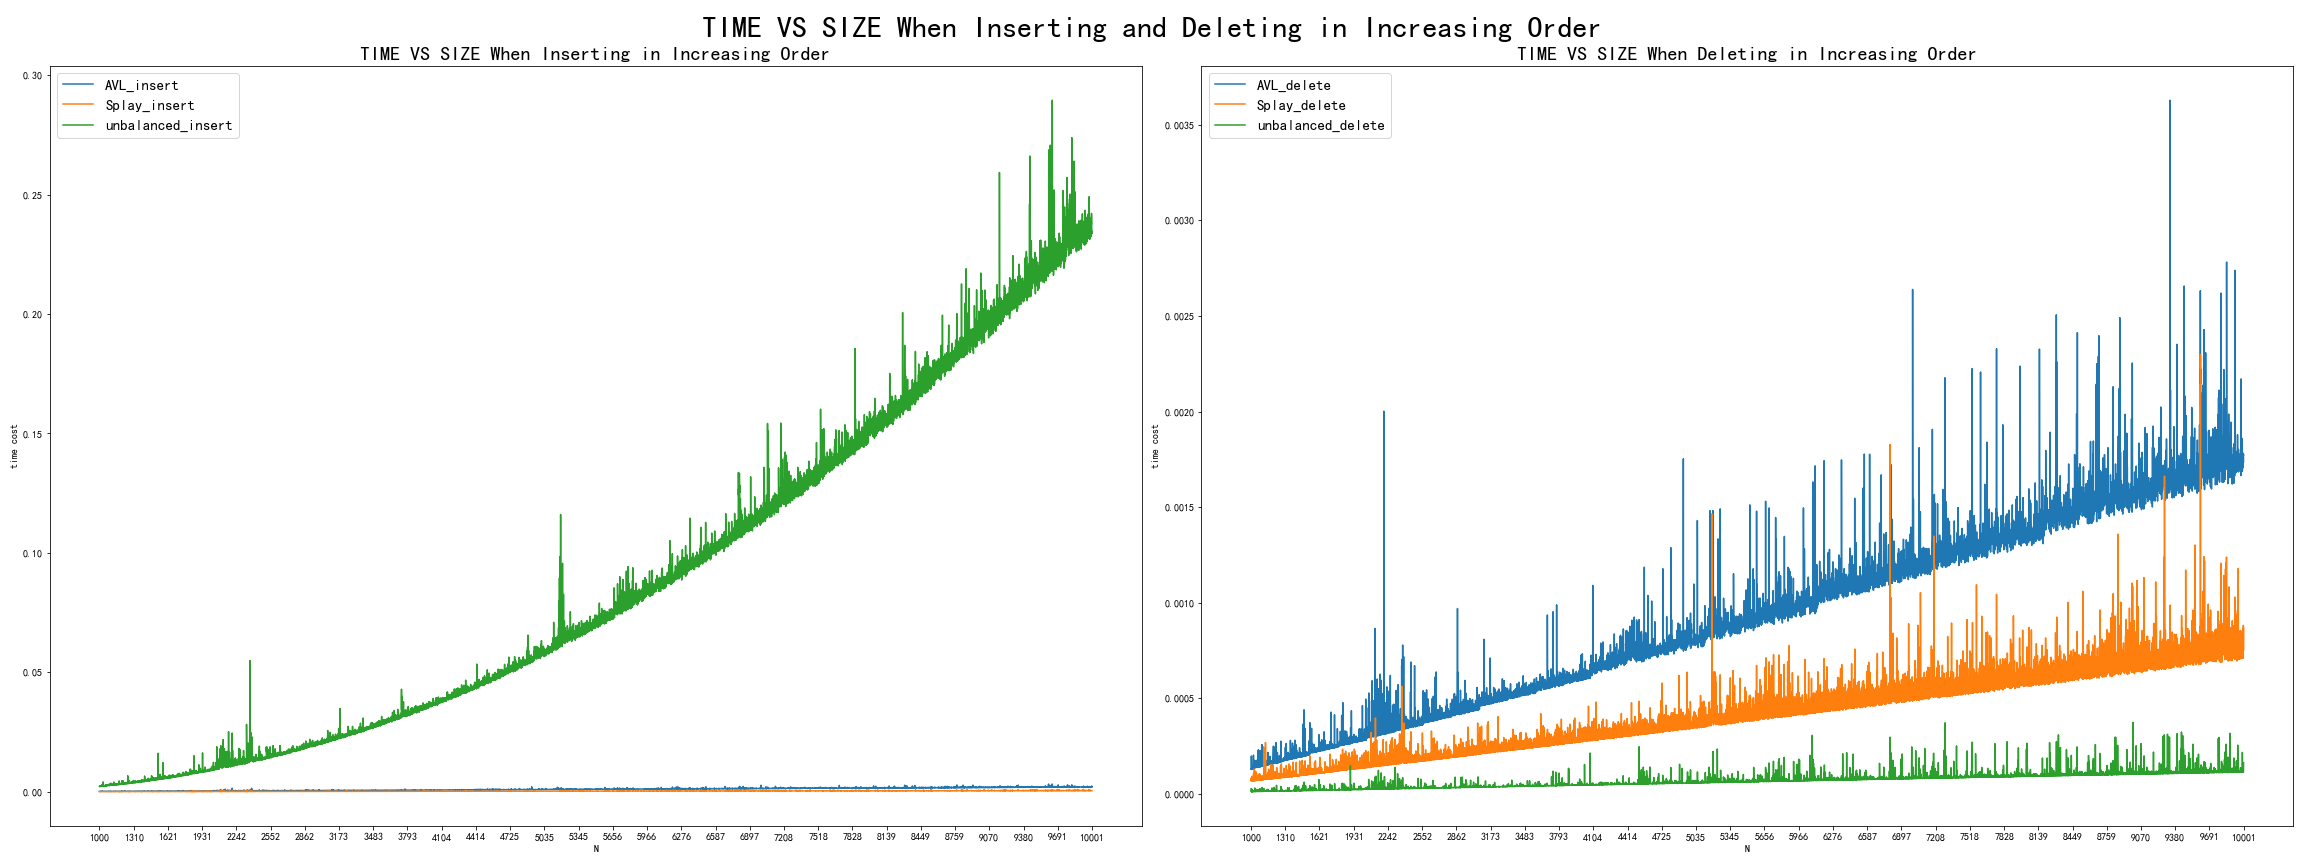 TIME VS SIZE When Inserting and Deleting in Increasing Order
TIME VS SIZE When Inserting in Increasing Order
AVL_insert
Splay_insert
unbalanced_insert
0.30
0.25
0.20
0.15
0.10
0.05
0.00
time cost
1000 1310 1621 1931 2242 2552 2862 3173 3483 3793 4104 4414 4725 5035 5345 5656 5966 6276 6587 6897 7208 7518 7828 8139 8449 8759 9070 9380 9691 10001
N
TIME VS SIZE When Deleting in Increasing Order
AVL_delete
Splay_delete
unbalanced_delete
0.0035
0.0030
0.0025
0.0020
0.0015
0.0010
0.0005
0.0000
time cost
1000 1310 1621 1931 2242 2552 2862 3173 3483 3793 4104 4414 4725 5035 5345 5656 5966 6276 6587 6897 7208 7518 7828 8139 8449 8759 9070 9380 9691 10001
N